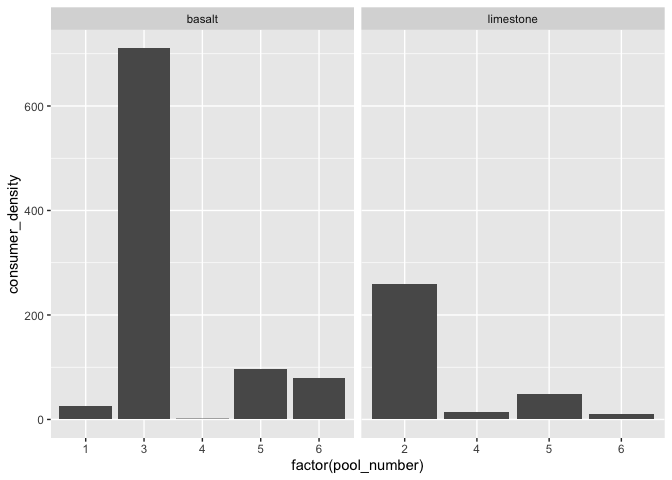 basalt
limestone
consumer_density
600
400
200
0
1 3 4 5 6
2 4 5 6
factor(pool_number)